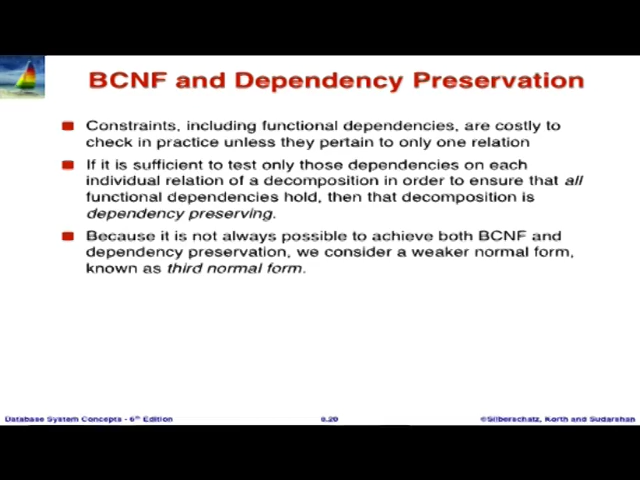 BCNF and Dependency Preservation
Constraints, including functional dependencies, are costly to
check in practice unless they pertain to only one relation
If it is sufficient to test only those dependencies on each
individual relation of a decomposition in order to ensure that all
functional dependencies hold, then that decomposition is
dependency preserving.
Because it is not always possible to achieve both BCNF and
dependency preservation, we consider a weaker normal form,
known as third normal form.
Database System Concepts - 6th Edition
8.20
©Silberschatz, Korth and Sudarshan